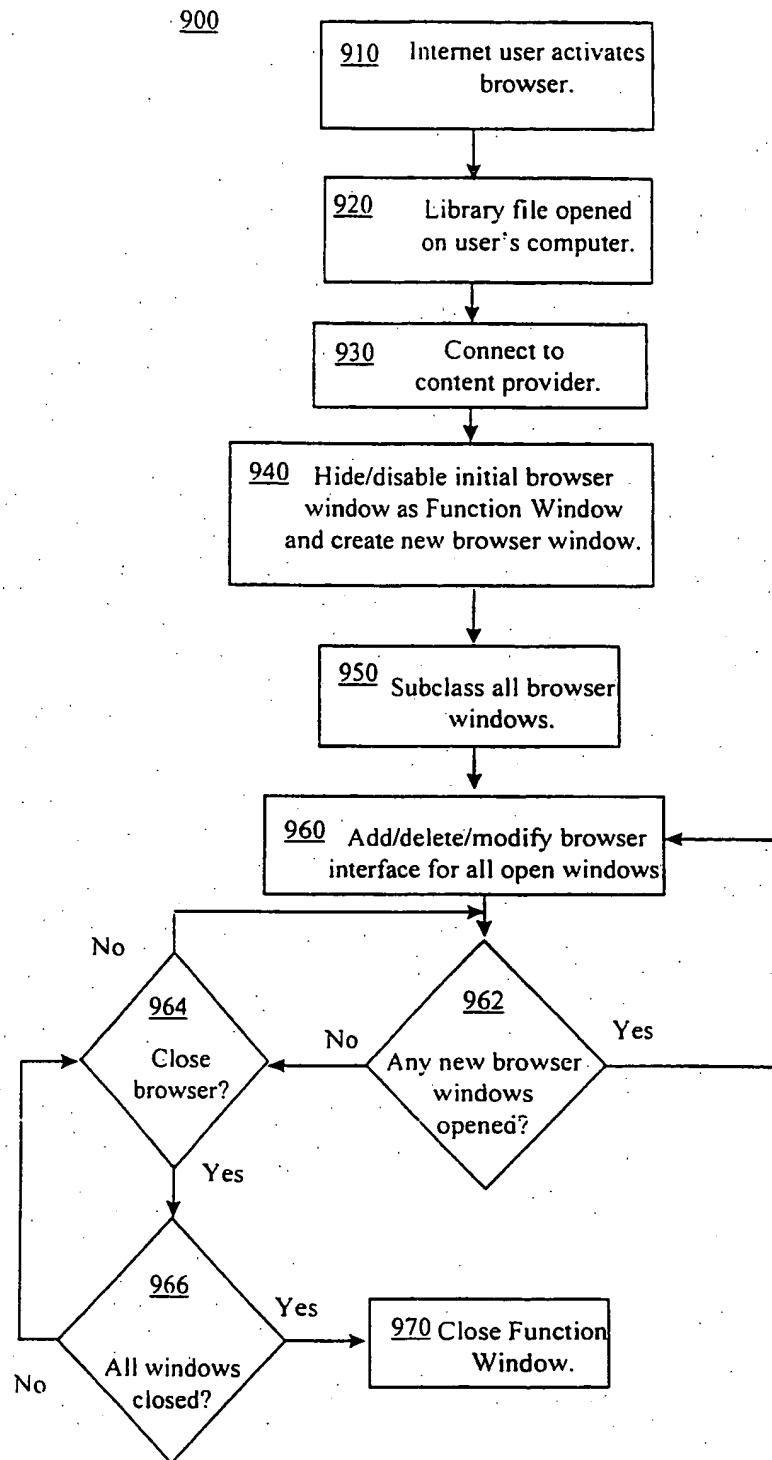 900
910 Internet user activates
browser.
920 Library file opened
on user's computer.
930 Connect to
content provider.
940 Hide/disable initial browser
window as Function Window
and create new browser window.
950 Subclass all browser
windows.
960 Add/delete/modify browser
interface for all open windows
No
964
Close
browser?
No
962
Any new browser
windows
opened?
Yes
Yes
966
All windows
closed?
No
Yes
970 Close Function
Window.